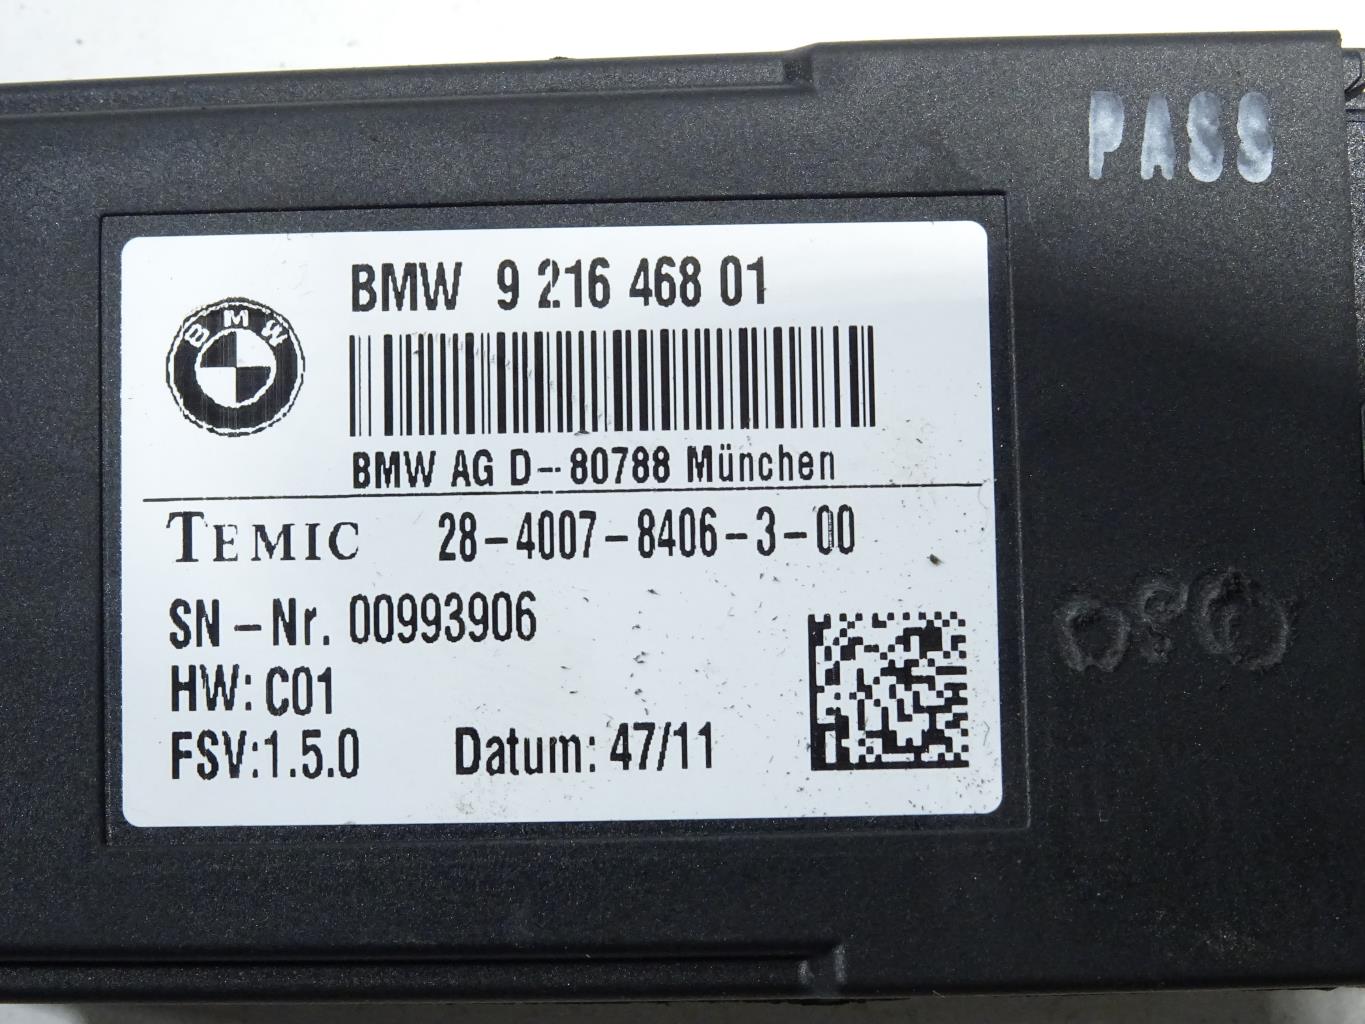 PASS
BMW 9 216 468 01
BMW
BMW AG D--80788 München
TEMIC 28-4007-8406-3-00
SN-Nr. 00993906
HW: C01
FSV:1.5.0 Datum: 47/11